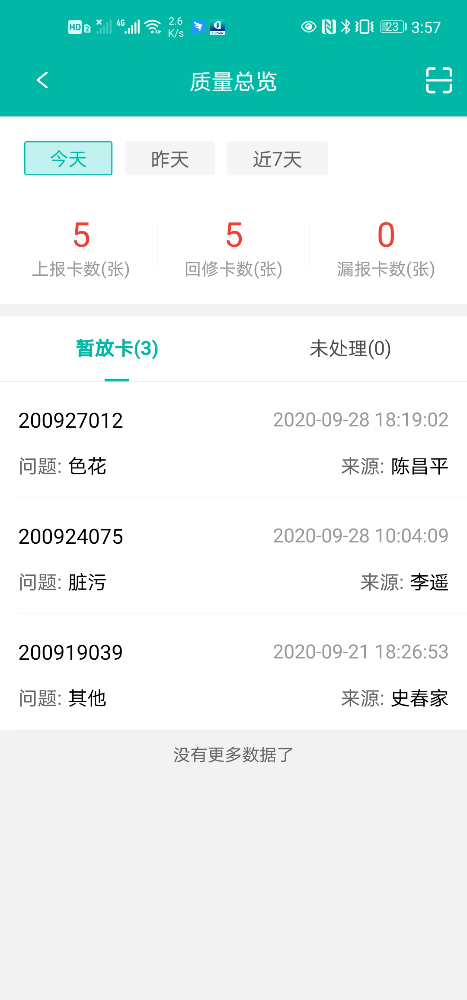 HD 2 4G 2.6 K/s 23 3:57
质量总览
今天 昨天 近7天
5 5 0
上报卡数(张) 回修卡数(张) 漏报卡数(张)
暂放卡(3) 未处理(0)
200927012 2020-09-28 18:19:02
问题: 色花 来源: 陈昌平
200924075 2020-09-28 10:04:09
问题: 脏污 来源: 李遥
200919039 2020-09-21 18:26:53
问题: 其他 来源: 史春家
没有更多数据了